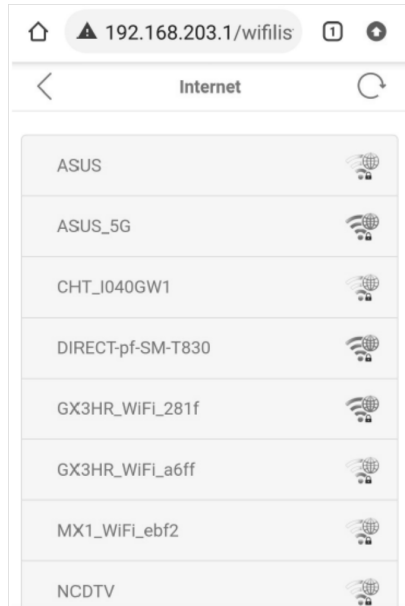 192.168.203.1/wifilis
1
Internet
ASUS
ASUS_5G
CHT_I040GW1
DIRECT-pf-SM-T830
GX3HR_WiFi_281f
GX3HR_WiFi_a6ff
MX1_WiFi_ebf2
NCDTV